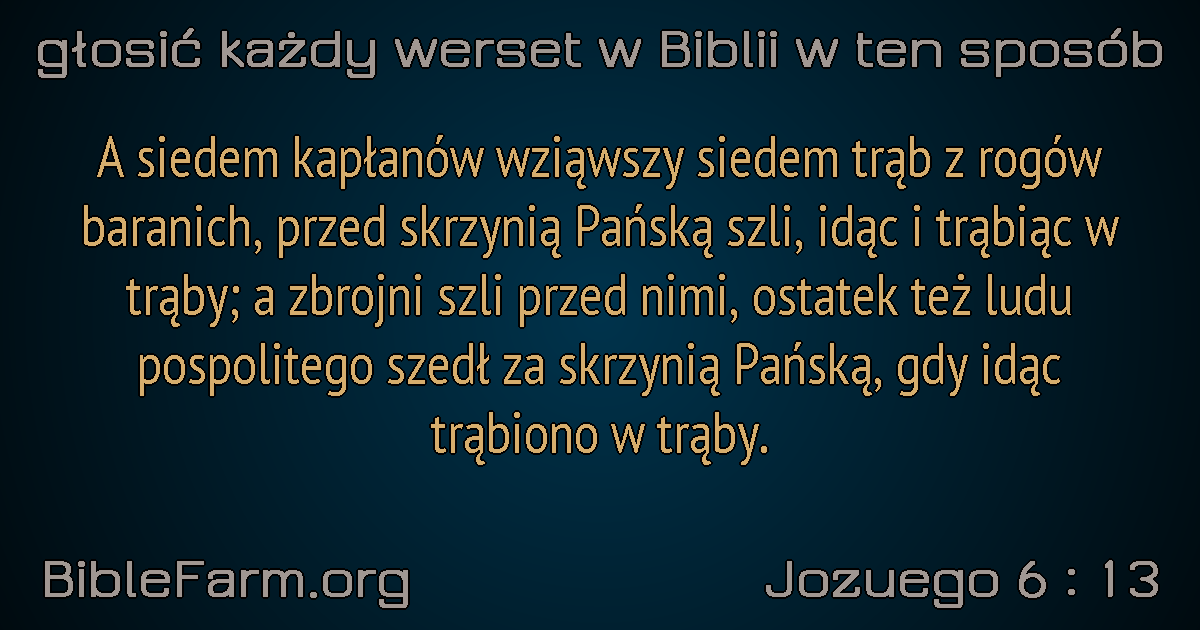 głosić każdy werset w Biblii w ten sposób
A siedem kapłanów wziąwszy siedem trąb z rogów
baranich, przed skrzynią Pańską szli, idąc i trąbiąc w
trąby; a zbrojni szli przed nimi, ostatek też ludu
pospolitego szedł za skrzynią Pańską, gdy idąc
trąbiono w trąby.
BibleFarm.org
Jozuego 6 : 13